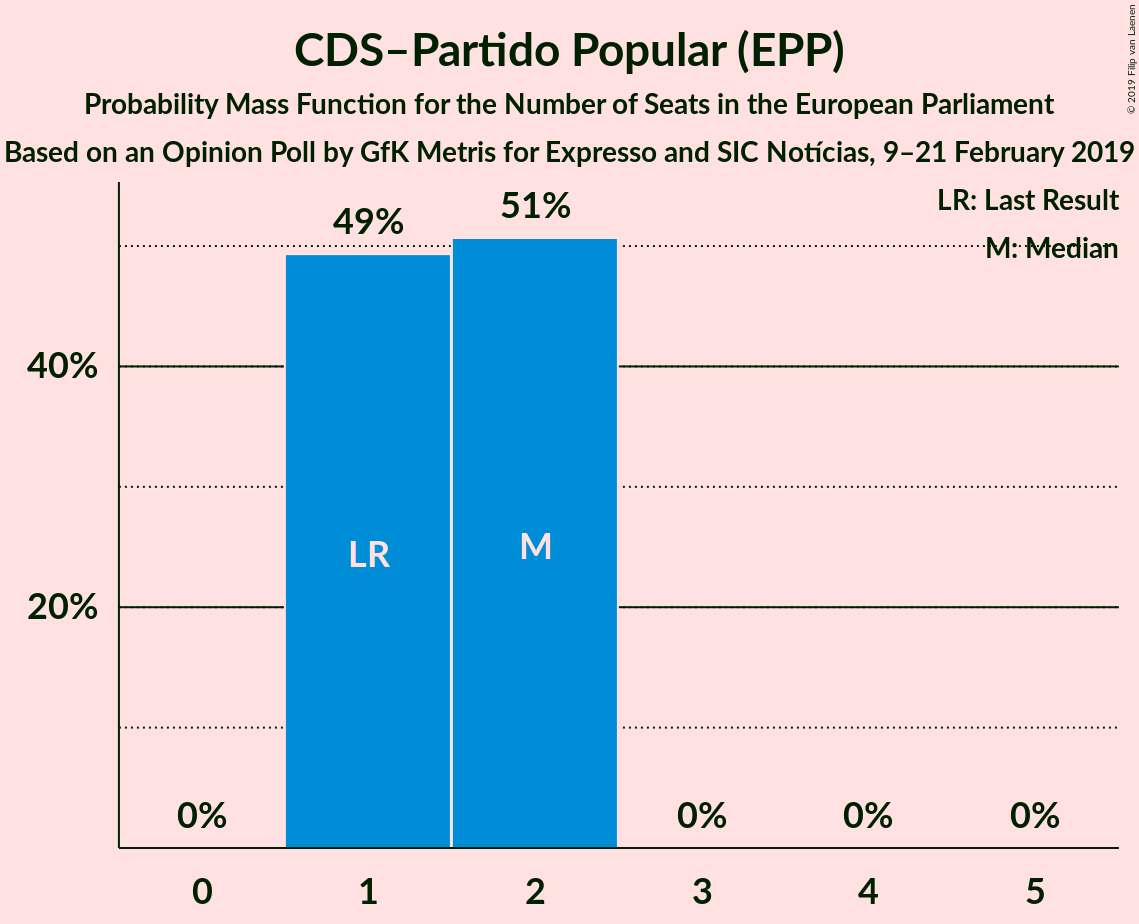 CDS–Partido Popular (EPP)
Probability Mass Function for the Number of Seats in the European Parliament
Based on an Opinion Poll by GfK Metris for Expresso and SIC Notícias, 9–21 February 2019
© 2019 Filip van Laenen
LR: Last Result
M: Median
49%
51%
40%
20%
LR
M
0%
0%
0%
0%
0
1
2
3
4
5